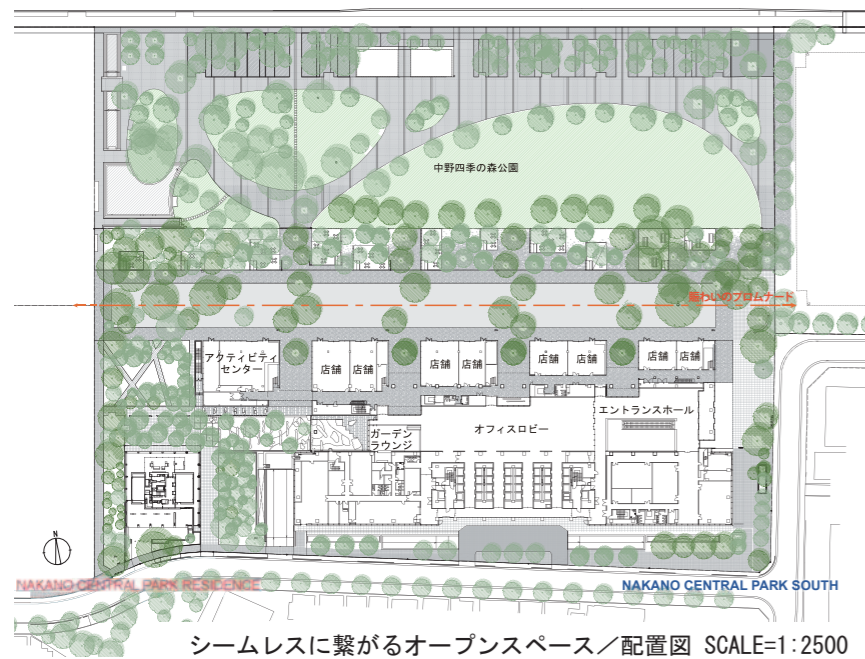 中野四季の森公園
賑わいのプロムナード
アクティビティ
センター
店舗
店舗
店舗
店舗
店舗
店舗
店舗
店舗
エントランスホール
オフィスロビー
ガーデン
ラウンジ
N
NAKANO CENTRAL PARK RESIDENCE
NAKANO CENTRAL PARK SOUTH
シームレスに繋がるオープンスペース／配置図 SCALE=1:2500